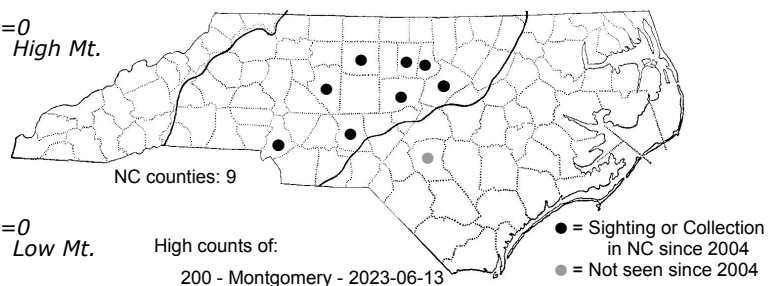 =0
High Mt.
NC counties: 9
=0
Low Mt.
High counts of:
200 - Montgomery - 2023-06-13
= Sighting or Collection
in NC since 2004
= Not seen since 2004